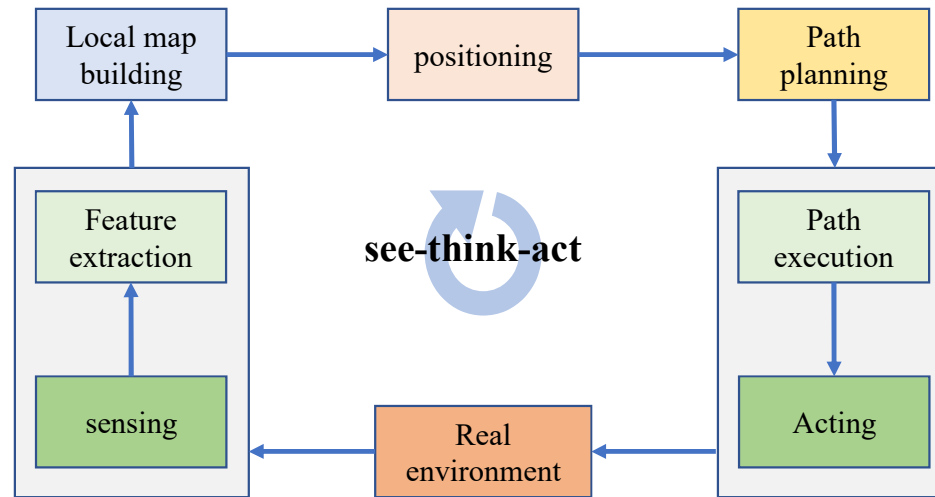 Local map
building
positioning
Path
planning
Feature
extraction
sensing
see-think-act
Path
execution
Acting
Real
environment